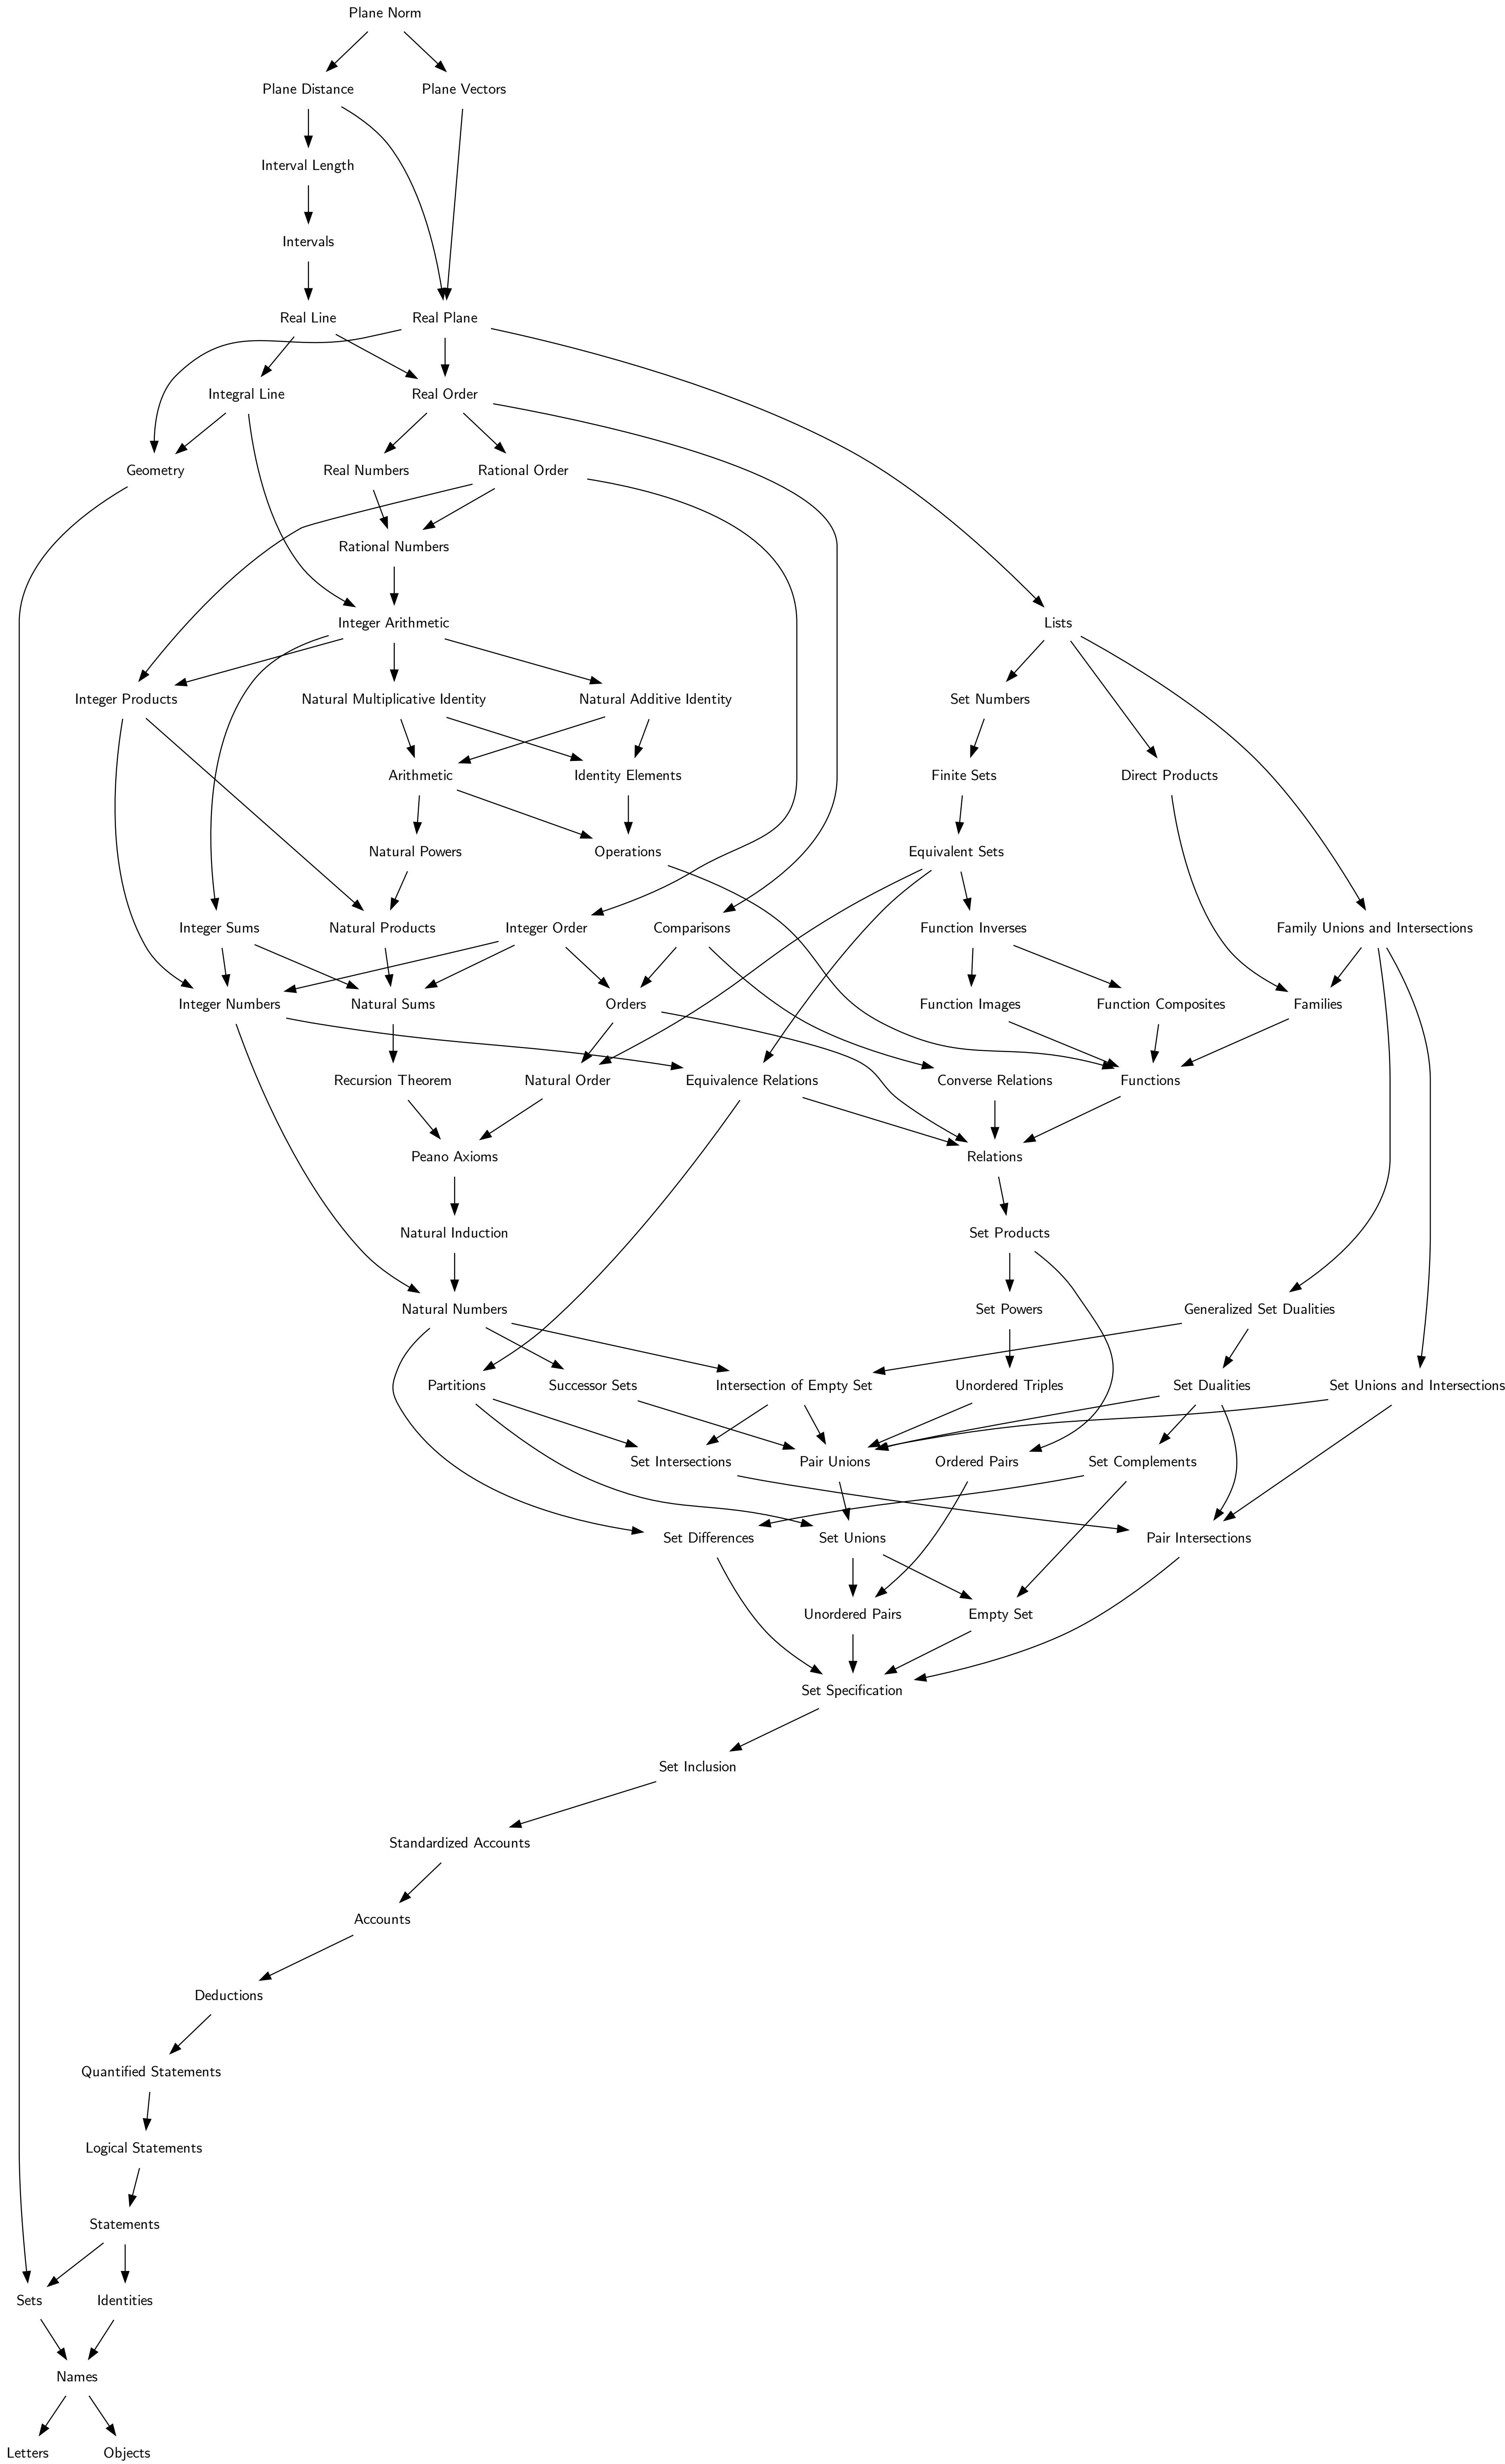 Plane Norm
Plane Distance
Plane Vectors
Interval Length
Intervals
Real Line
Real Plane
Integral Line
Real Order
Geometry
Real Numbers
Rational Order
Rational Numbers
Integer Arithmetic
Lists
Integer Products
Natural Multiplicative Identity
Natural Additive Identity
Set Numbers
Arithmetic
Identity Elements
Finite Sets
Direct Products
Natural Powers
Operations
Equivalent Sets
Integer Sums
Natural Products
Integer Order
Comparisons
Function Inverses
Family Unions and Intersections
Integer Numbers
Natural Sums
Orders
Function Images
Function Composites
Families
Recursion Theorem
Natural Order
Equivalence Relations
Converse Relations
Functions
Peano Axioms
Relations
Natural Induction
Set Products
Natural Numbers
Set Powers
Generalized Set Dualities
Partitions
Successor Sets
Intersection of Empty Set
Unordered Triples
Set Dualities
Set Unions and Intersections
Set Intersections
Pair Unions
Ordered Pairs
Set Complements
Set Differences
Set Unions
Pair Intersections
Unordered Pairs
Empty Set
Set Specification
Set Inclusion
Standardized Accounts
Accounts
Deductions
Quantified Statements
Logical Statements
Statements
Sets
Identities
Names
Letters
Objects